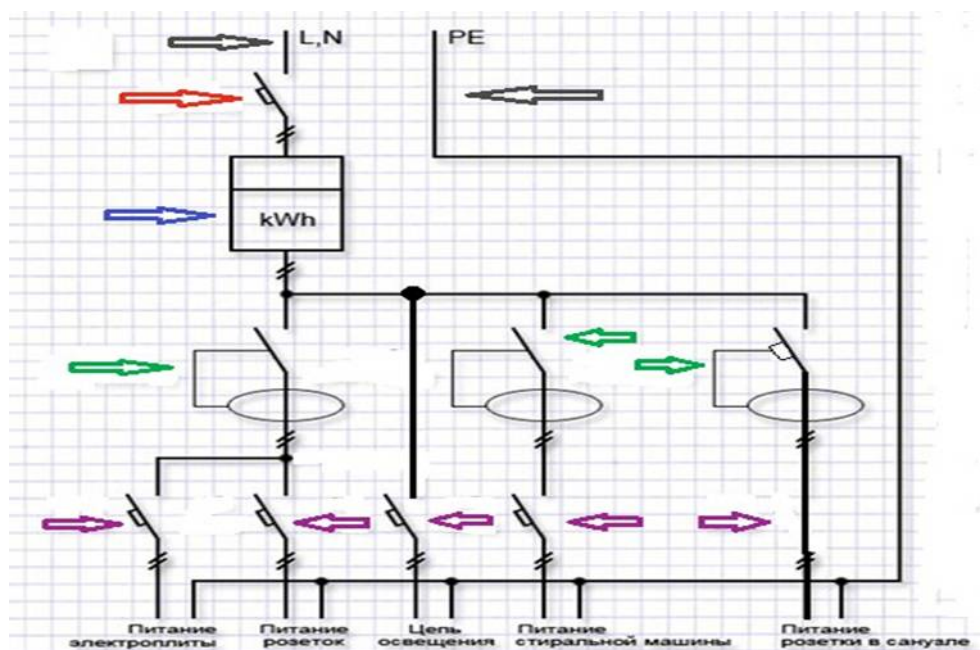 L,N
PE
kWh
Питание
электроплиты
Питание
розеток
Цепь
освещения
Питание
стиральной машины
Питание
розетки в санузле